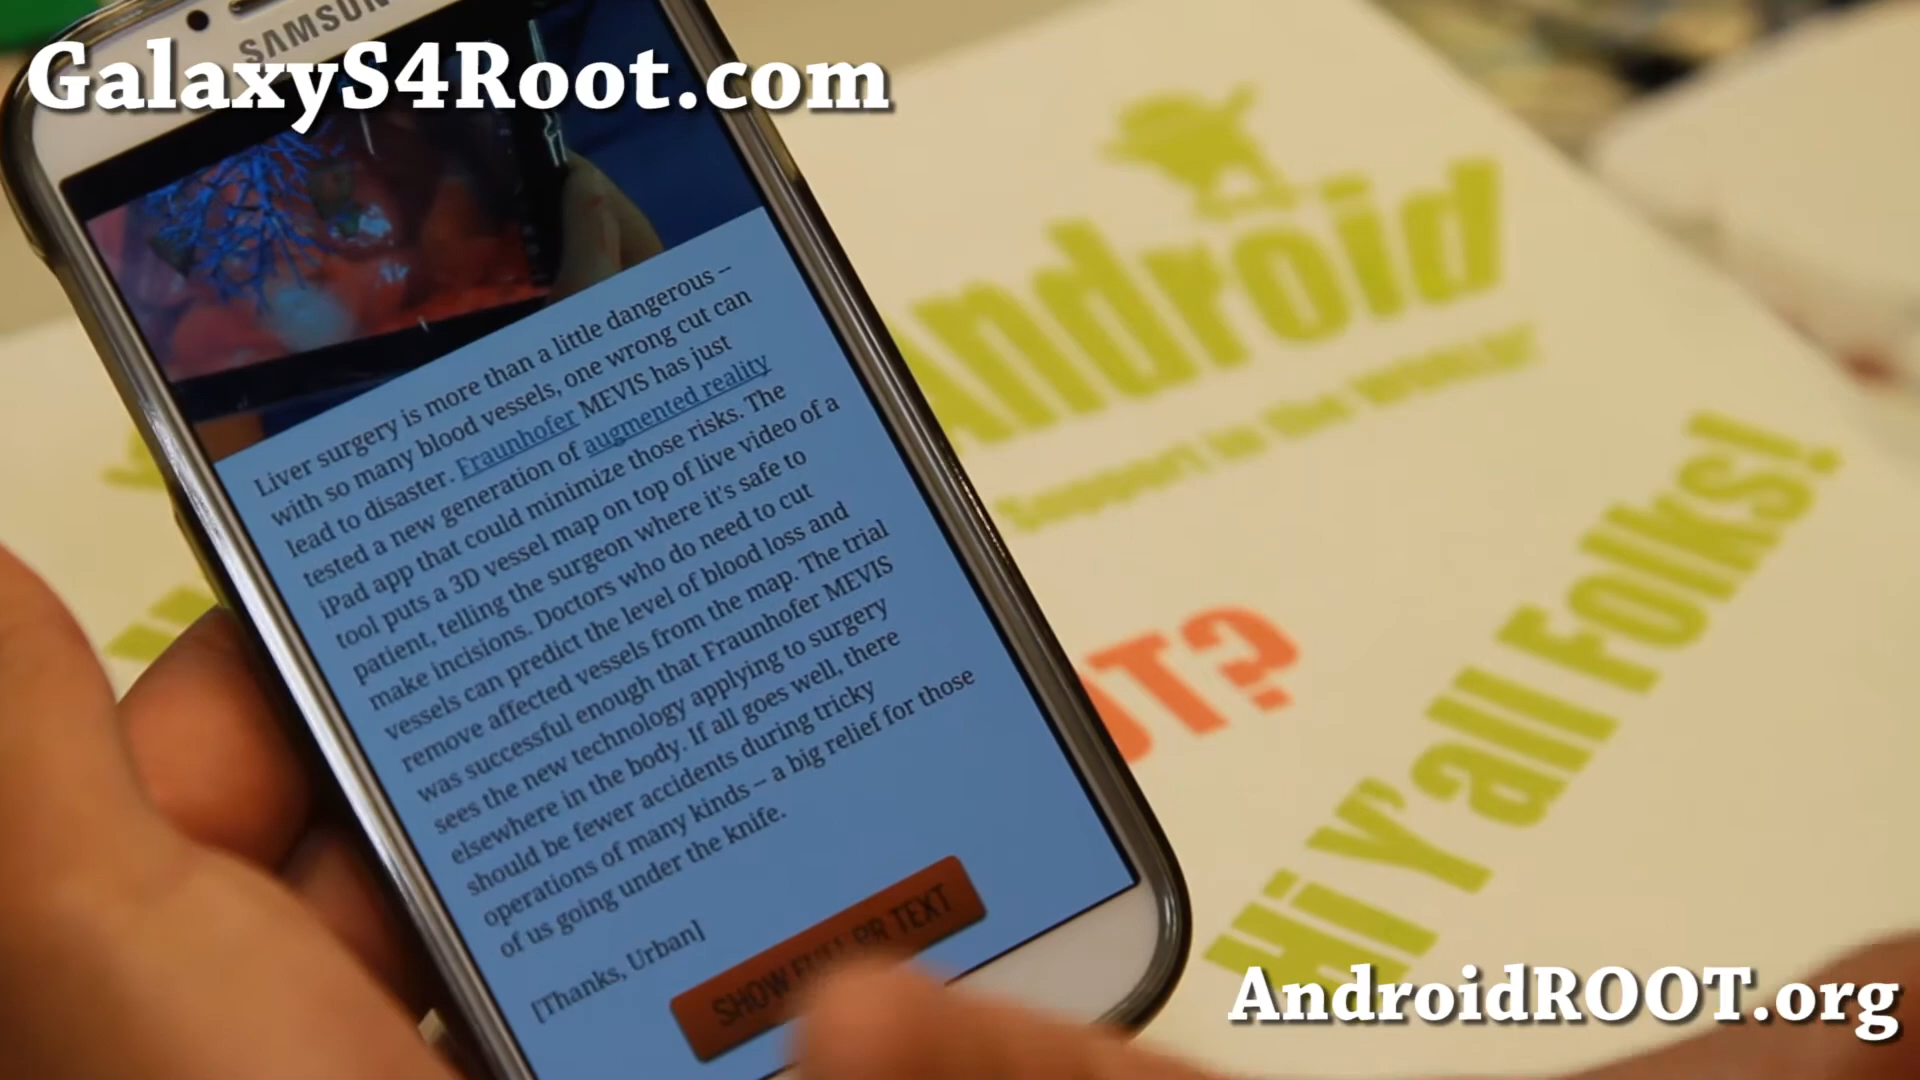 SAMSUNG
GalaxyS4Root.com
Liver surgery is more than a little dangerous --
with so many blood vessels, one wrong cut can
lead to disaster. Fraunhofer MEVIS has just
tested a new generation of augmented reality
iPad app that could minimize those risks. The
tool puts a 3D vessel map on top of live video of a
patient, telling the surgeon where it's safe to
make incisions. Doctors who do need to cut
vessels can predict the level of blood loss and
remove affected vessels from the map. The trial
was successful enough that Fraunhofer MEVIS
sees the new technology applying to surgery
elsewhere in the body. If all goes well, there
should be fewer accidents during tricky
operations of many kinds -- a big relief for those
of us going under the knife.
[Thanks, Urban]
SHOW FULL PR TEXT
Android
Support in the
Hi Y'all Folks!
AndroidROOT.org